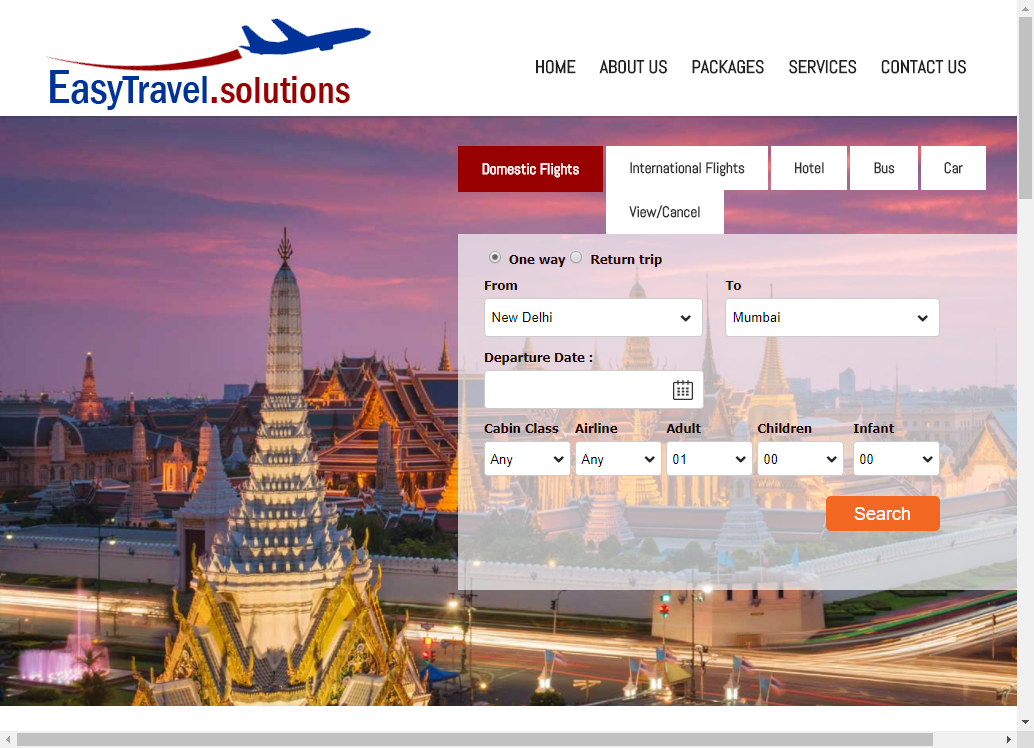 EasyTravel.solutions
HOME ABOUT US PACKAGES SERVICES CONTACT US
Domestic Flights International Flights Hotel Bus Car
View/Cancel
One way Return trip
From To
New Delhi Mumbai
Departure Date :
Cabin Class Airline Adult Children Infant
Any Any 01 00 00
Search